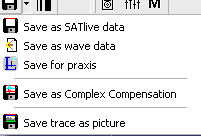 M
Save as SATlive data
Save as wave data
Save for praxis
Save as Complex Compensation
Save trace as picture